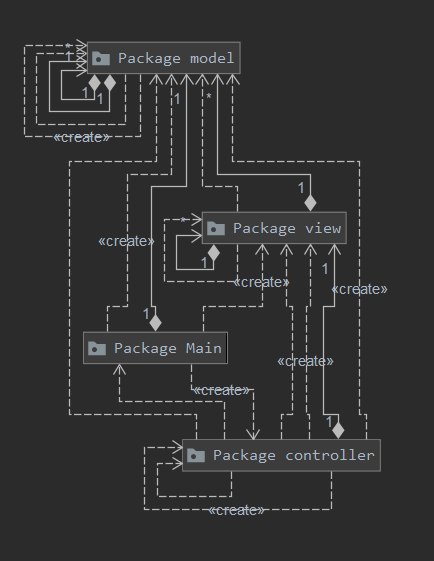 *
Package model
1
1
1
«create»
1
*
1
«create»
*
Package view
1
1
«create»
«create»
1
Package Main
«create»
«create»
1
Package controller
«create»